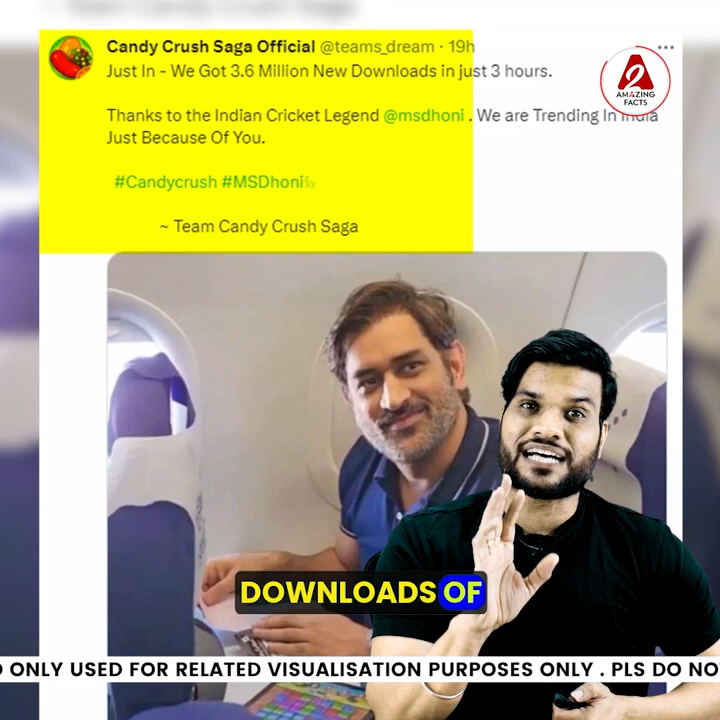 Candy Crush Saga Official @teams_dream · 19h
Just In - We Got 3.6 Million New Downloads in just 3 hours.
Thanks to the Indian Cricket Legend @msdhoni . We are Trending In India
Just Because Of You.
#Candycrush #MSDhoni
~ Team Candy Crush Saga
AMAZING
FACTS
DOWNLOADS OF
ONLY USED FOR RELATED VISUALISATION PURPOSES ONLY . PLS DO